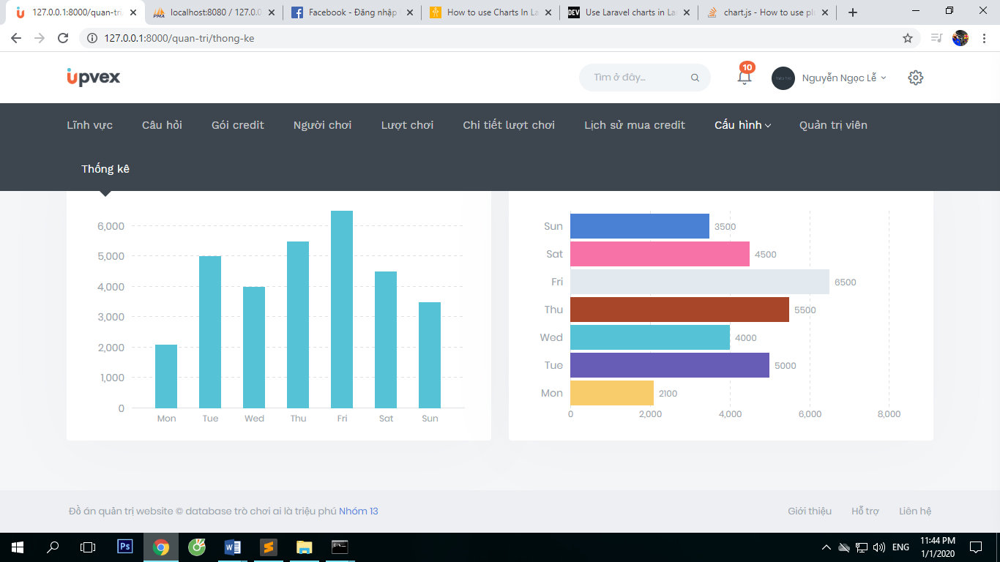 127.0.0.1:8000/quan-tri/
localhost:8080 / 127.0.0
Facebook - Đăng nhập
How to use Charts In La
Use Laravel charts in La
chart.js - How to use plu
127.0.0.1:8000/quan-tri/thong-ke
upvex
Tìm ở đây...
10
Nguyễn Ngọc Lễ
Lĩnh vực
Câu hỏi
Gói credit
Người chơi
Lượt chơi
Chi tiết lượt chơi
Lịch sử mua credit
Cấu hình
Quản trị viên
Thống kê
6,000
5,000
4,000
3,000
2,000
1,000
0
Mon Tue Wed Thu Fri Sat Sun
Sun 3500
Sat 4500
Fri 6500
Thu 5500
Wed 4000
Tue 5000
Mon 2100
0 2,000 4,000 6,000 8,000
Đồ án quản trị website © database trò chơi ai là triệu phú Nhóm 13
Giới thiệu Hỗ trợ Liên hệ
ENG
11:44 PM
1/1/2020